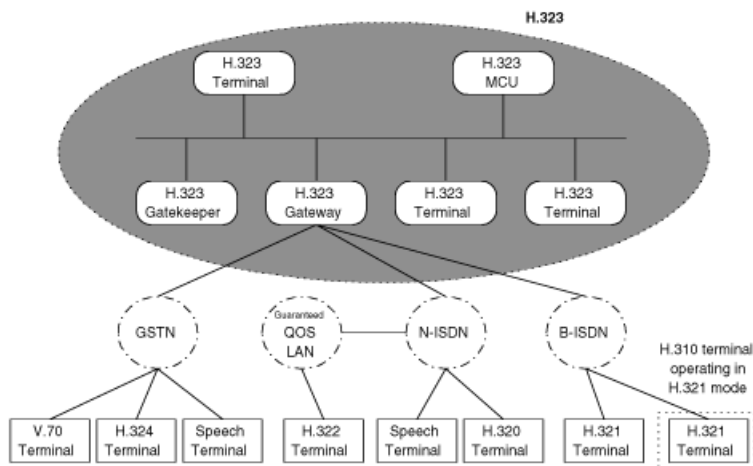 H.323
H.323
Terminal
H.323
MCU
H.323
Gatekeeper
H.323
Gateway
H.323
Terminal
H.323
Terminal
GSTN
Guaranteed
QOS
LAN
N-ISDN
B-ISDN
H.310 terminal
operating in
H.321 mode
V.70
Terminal
H.324
Terminal
Speech
Terminal
H.322
Terminal
Speech
Terminal
H.320
Terminal
H.321
Terminal
H.321
Terminal